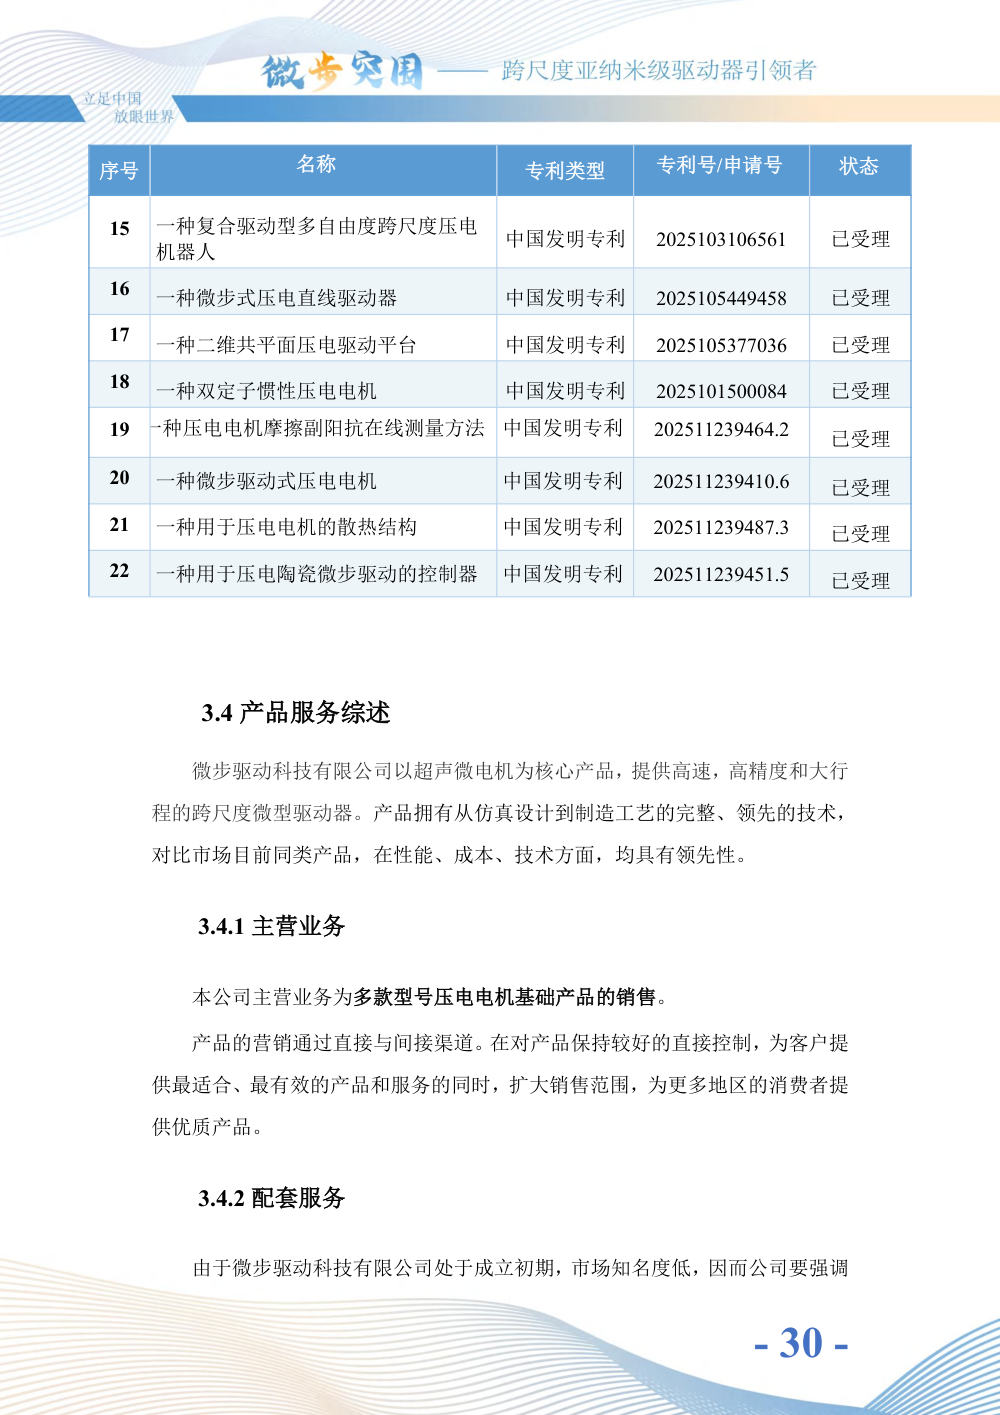 微步突围 —— 跨尺度亚纳米级驱动器引领者
立足中国
放眼世界
序号 名称 专利类型 专利号/申请号 状态
15 一种复合驱动型多自由度跨尺度压电机器人 中国发明专利 2025103106561 已受理
16 一种微步式压电直线驱动器 中国发明专利 2025105449458 已受理
17 一种二维共平面压电驱动平台 中国发明专利 2025105377036 已受理
18 一种双定子惯性压电电机 中国发明专利 2025101500084 已受理
19 一种压电电机摩擦副阳抗在线测量方法 中国发明专利 202511239464.2 已受理
20 一种微步驱动式压电电机 中国发明专利 202511239410.6 已受理
21 一种用于压电电机的散热结构 中国发明专利 202511239487.3 已受理
22 一种用于压电陶瓷微步驱动的控制器 中国发明专利 202511239451.5 已受理
3.4 产品服务综述
微步驱动科技有限公司以超声微电机为核心产品，提供高速，高精度和大行
程的跨尺度微型驱动器。产品拥有从仿真设计到制造工艺的完整、领先的技术，
对比市场目前同类产品，在性能、成本、技术方面，均具有领先性。
3.4.1 主营业务
本公司主营业务为多款型号压电电机基础产品的销售。
产品的营销通过直接与间接渠道。在对产品保持较好的直接控制，为客户提
供最适合、最有效的产品和服务的同时，扩大销售范围，为更多地区的消费者提
供优质产品。
3.4.2 配套服务
由于微步驱动科技有限公司处于成立初期，市场知名度低，因而公司要强调
- 30 -